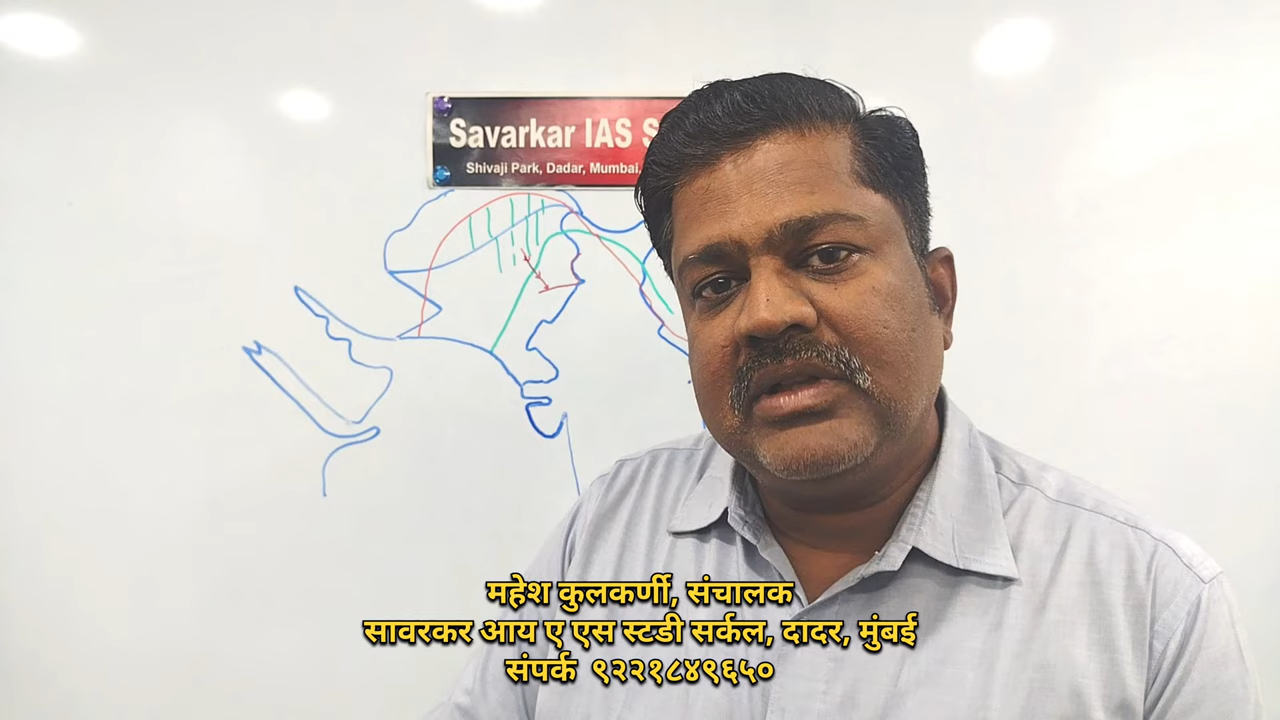 Savarkar IAS S
Shivaji Park, Dadar, Mumbai,
महेश कुलकर्णी, संचालक
सावरकर आय ए एस स्टडी सर्कल, दादर, मुंबई
संपर्क ९२२१८४९६५०